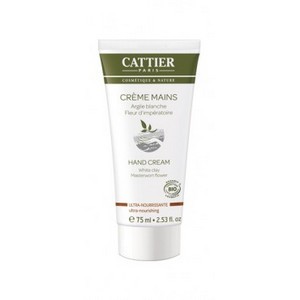 CATTIER
PARIS
COSMÉTIQUE & NATURE
CRÈME MAINS
Argile blanche
Fleur d'Impératoire
HAND CREAM
White clay
Masterwort flower
BIO
ULTRA-NOURRISSANTE
ultra-nourishing
e 75 ml • 2.53 fl. oz